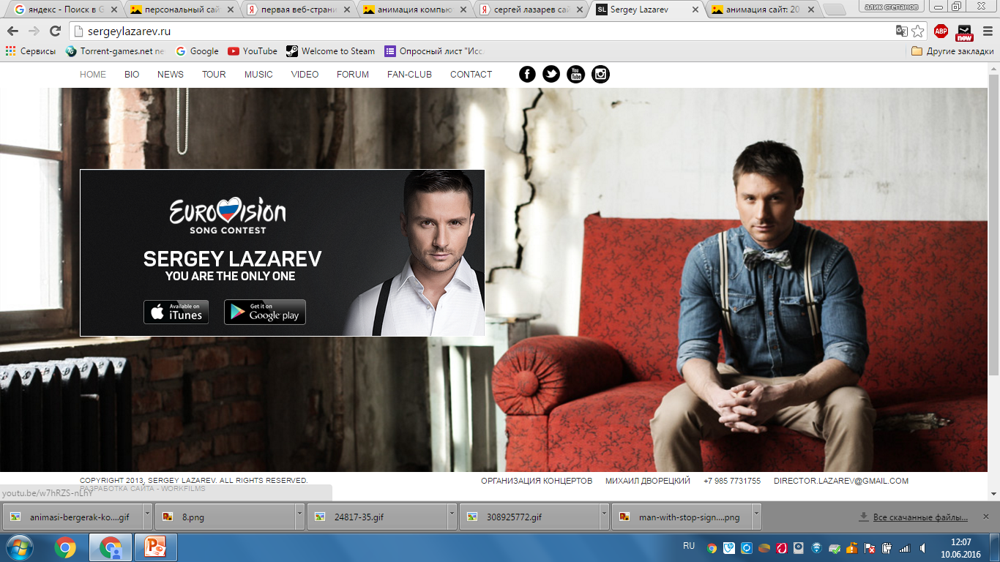 яндекс - Поиск в G
персональный сай
первая веб-страни
анимация компью
сергей лазарев сай
SL Sergey Lazarev
анимация сайт: 20
алик степанов
sergeylazarev.ru
ABP
new
Сервисы
Torrent-games.net не
Google
YouTube
Welcome to Steam
Опросный лист "Исс
Другие закладки
HOME BIO NEWS TOUR MUSIC VIDEO FORUM FAN-CLUB CONTACT
You Tube
EUROVISION
SONG CONTEST
SERGEY LAZAREV
YOU ARE THE ONLY ONE
Available on
iTunes
Get it on
Google play
COPYRIGHT 2013, SERGEY LAZAREV. ALL RIGHTS RESERVED.
РАЗРАБОТКА САЙТА - WORKFILMS
ОРГАНИЗАЦИЯ КОНЦЕРТОВ МИХАИЛ ДВОРЕЦКИЙ +7 985 7731755 DIRECTOR.LAZAREV@GMAIL.COM
youtu.be/w7hRZS-nLhY
animasi-bergerak-ko....gif
8.png
24817-35.gif
308925772.gif
man-with-stop-sign....png
Все скачанные файлы...
RU
12:07
10.06.2016